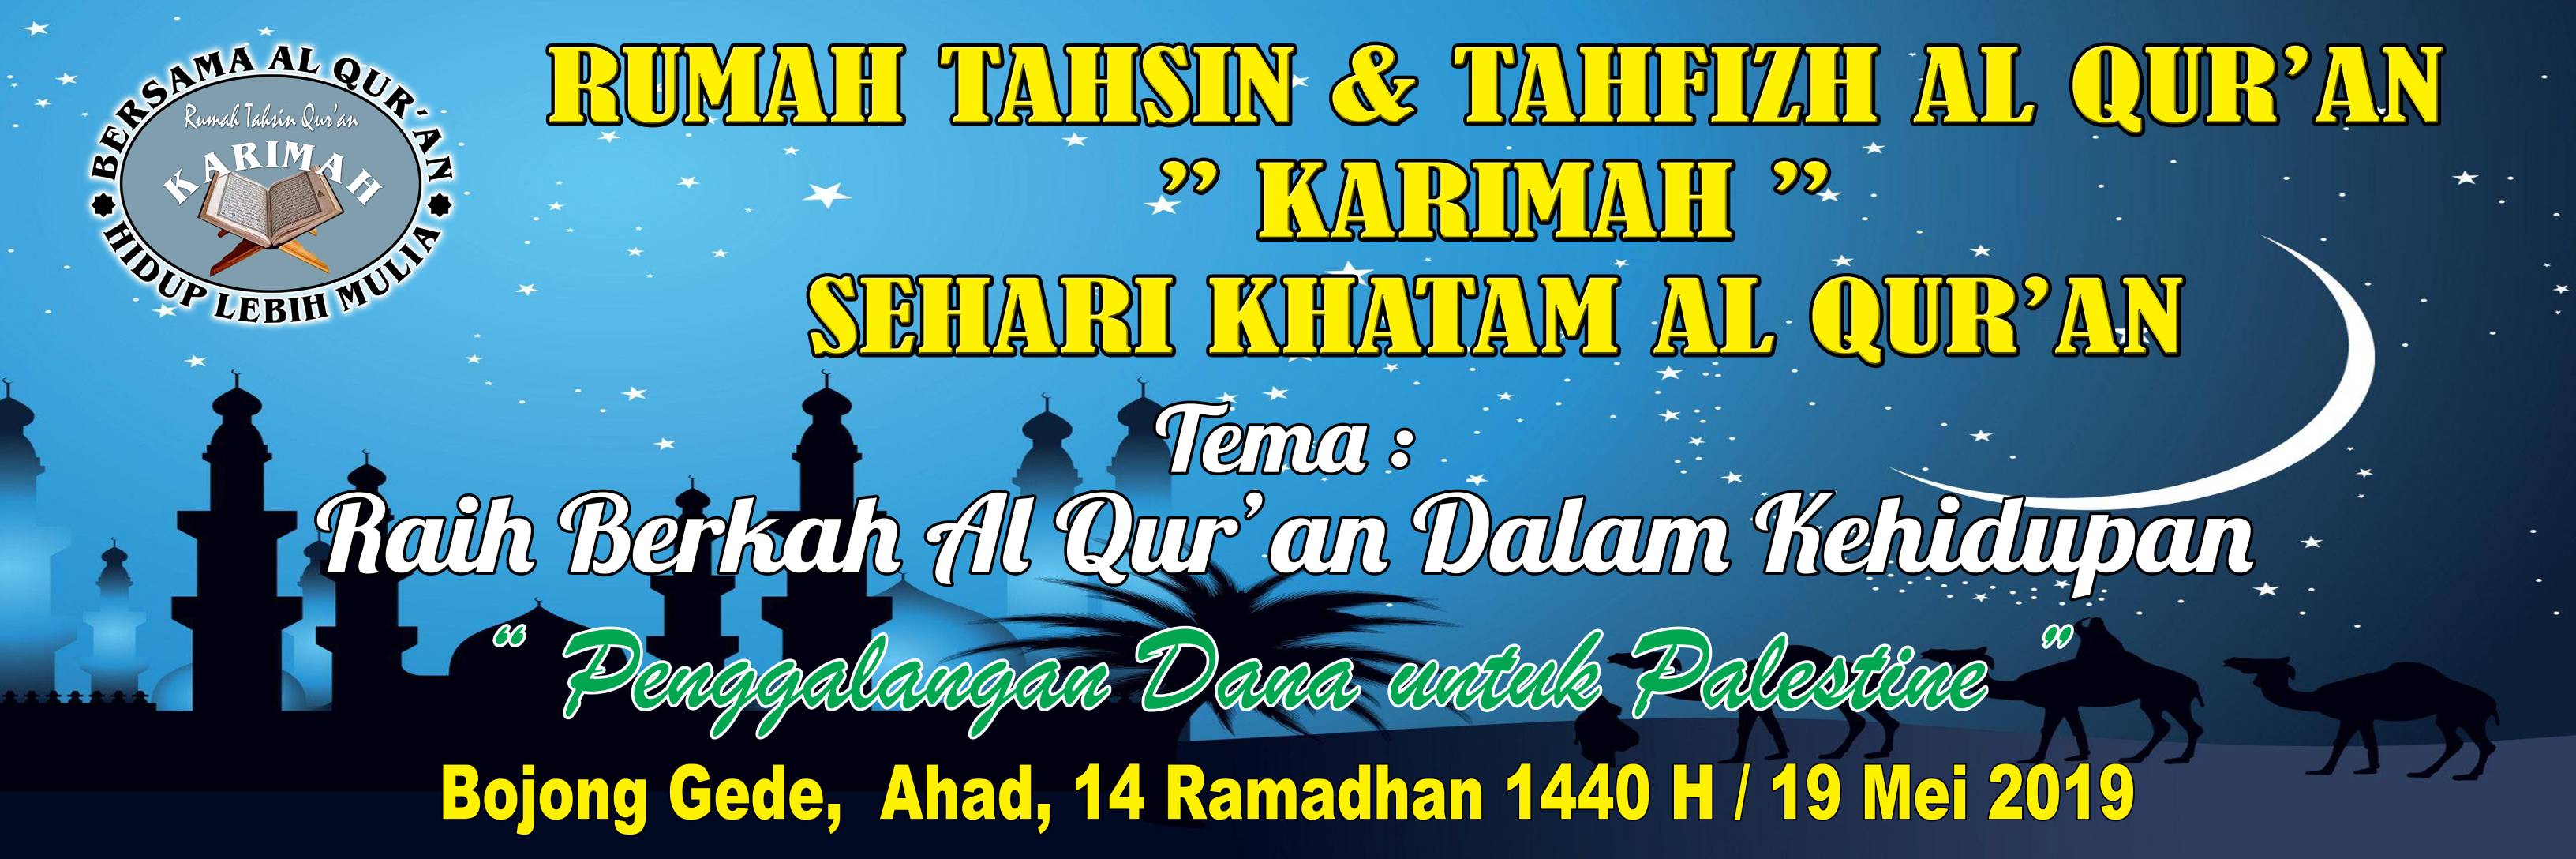 BERSAMA AL QUR'AN
Rumah Tahsin Qur'an
KARIMAH
HIDUP LEBIH MULIA
RUMAH TAHSIN & TAHFIZH AL QUR'AN
" KARIMAH "
SEHARI KHATAM AL QUR'AN
Tema :
Raih Berkah Al Qur'an Dalam Kehidupan
" Penggalangan Dana untuk Palestine "
Bojong Gede, Ahad, 14 Ramadhan 1440 H / 19 Mei 2019